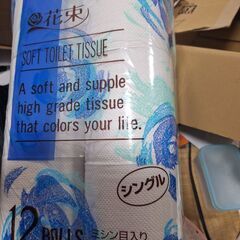 花束
SOFT TOILET TISSUE
A soft and supple
high grade tissue
that colors your life.
シングル
12 ROLLS ミシン目入り